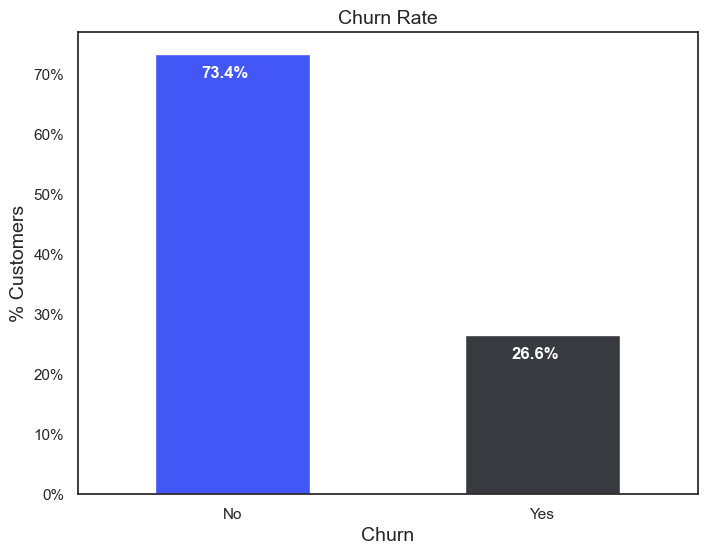 Churn Rate
% Customers
70%
60%
50%
40%
30%
20%
10%
0%
73.4%
26.6%
No
Yes
Churn